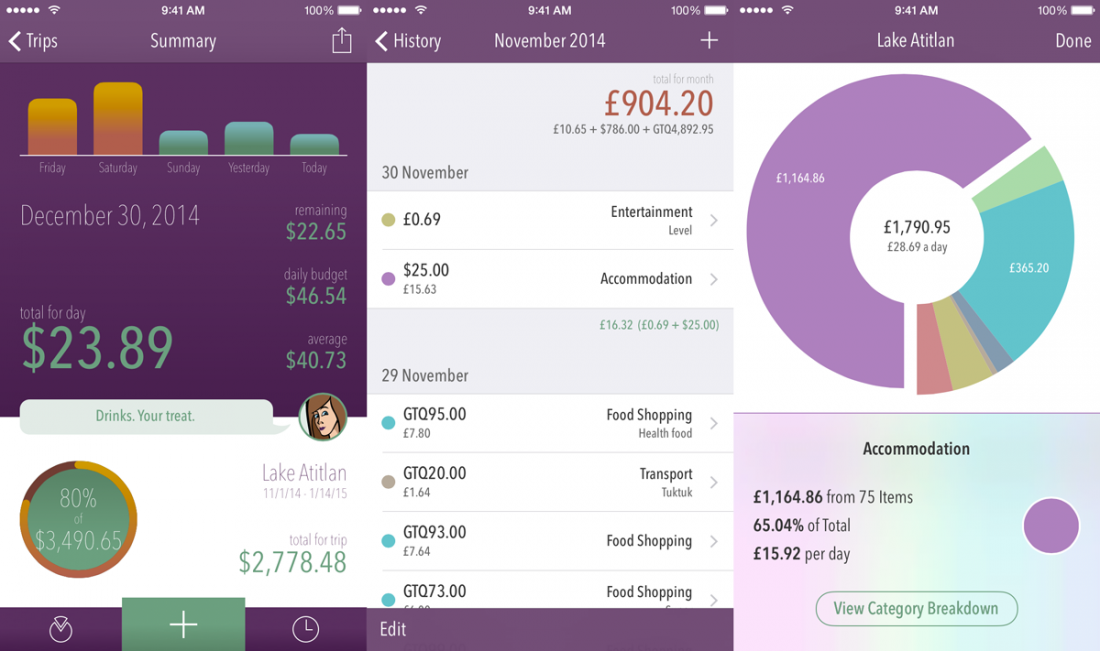 9:41 AM
100%
Trips
Summary
Friday
Saturday
Sunday
Yesterday
Today
December 30, 2014
remaining
$22.65
daily budget
$46.54
total for day
$23.89
average
$40.73
Drinks. Your treat.
80%
of
$3,490.65
Lake Atitlan
11/1/14 - 1/14/15
total for trip
$2,778.48
9:41 AM
100%
History
November 2014
total for month
£904.20
£10.65 + $786.00 + GTQ4,892.95
30 November
£0.69
Entertainment
Level
$25.00
£15.63
Accommodation
£16.32 (£0.69 + $25.00)
29 November
GTQ95.00
£7.80
Food Shopping
Health food
GTQ20.00
£1.64
Transport
Tuktuk
GTQ93.00
£7.64
Food Shopping
GTQ73.00
Food Shopping
Edit
9:41 AM
100%
Lake Atitlan
Done
£1,164.86
£1,790.95
£28.69 a day
£365.20
Accommodation
£1,164.86 from 75 Items
65.04% of Total
£15.92 per day
View Category Breakdown